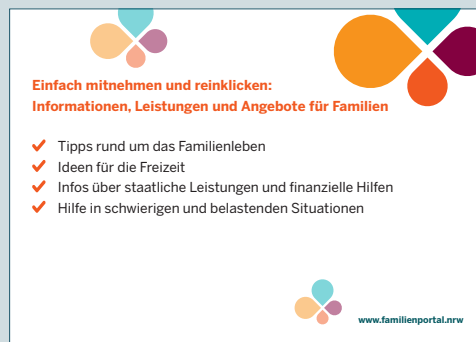 Einfach mitnehmen und reinklicken:
Informationen, Leistungen und Angebote für Familien
Tipps rund um das Familienleben
Ideen für die Freizeit
Infos über staatliche Leistungen und finanzielle Hilfen
Hilfe in schwierigen und belastenden Situationen
www.familienportal.nrw